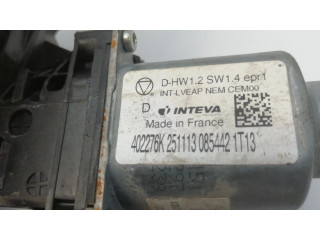 D-HW1.2 SW1.4 epr1
INT-LVEAP NEM CEM00
D INTEVA
Made in France
402276K 251113 085442 1T13